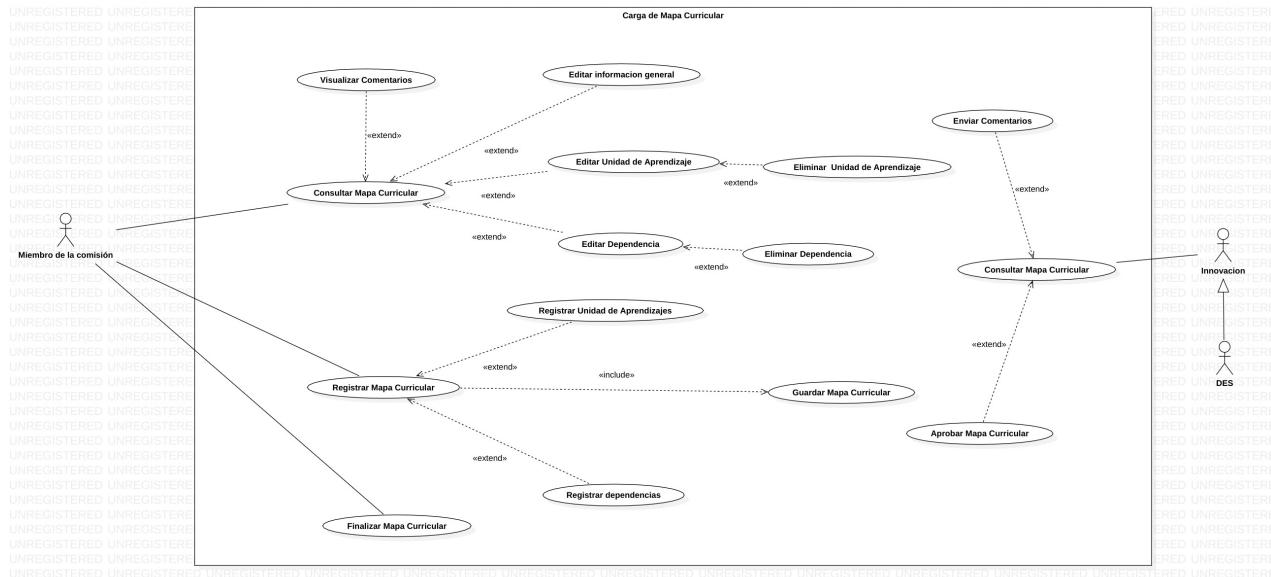 Carga de Mapa Curricular
Visualizar Comentarios
Editar informacion general
Enviar Comentarios
«extend»
«extend»
Editar Unidad de Aprendizaje
Eliminar Unidad de Aprendizaje
«extend»
«extend»
Consultar Mapa Curricular
«extend»
Miembro de la comisión
«extend»
Editar Dependencia
Eliminar Dependencia
«extend»
Consultar Mapa Curricular
Innovacion
Registrar Unidad de Aprendizajes
«extend»
«extend»
«include»
Registrar Mapa Curricular
Guardar Mapa Curricular
DES
Aprobar Mapa Curricular
«extend»
Registrar dependencias
Finalizar Mapa Curricular
UNREGISTERED UNREGISTERED UNREGISTERED UNREGISTERED UNREGISTERED UNREGISTERED UNREGISTERED UNREGISTERED UNREGISTERED UNREGISTERED UNREGISTERED UNREGISTERED